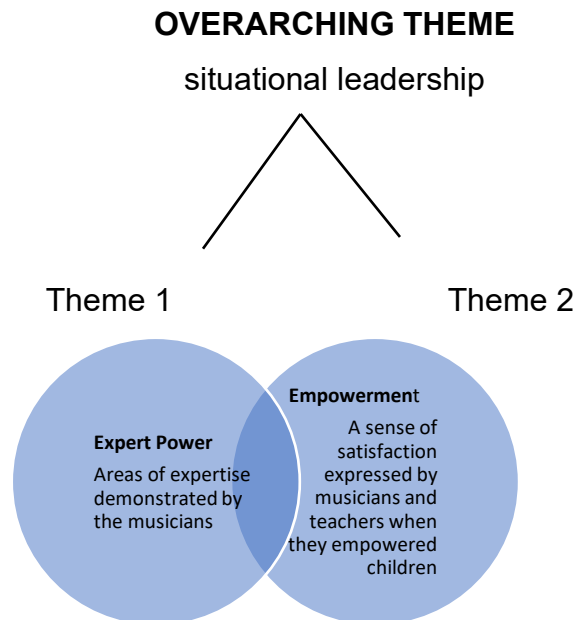 OVERARCHING THEME
situational leadership
Theme 1
Theme 2
Expert Power
Areas of expertise
demonstrated by
the musicians
Empowerment
A sense of
satisfaction
expressed by
musicians and
teachers when
they empowered
children